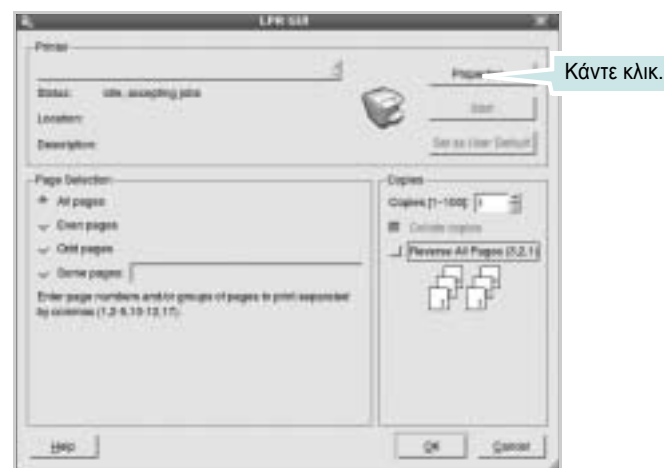 LPR GUI
Printer
Properties
Κάντε κλικ.
Status: idle, accepting jobs
Start
Location:
Description:
Set as User Default
Page Selection
All pages
Even pages
Odd pages
Some pages:
Enter page numbers and/or groups of pages to print separated
by commas (1,2-5,10-12,17).
Copies
Copies [1-100]: 1
Collate copies
Reverse All Pages (3,2,1)
Help
OK
Cancel